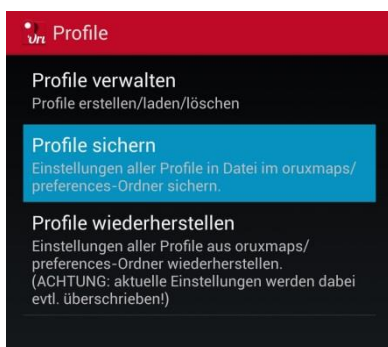 Profile
Profile verwalten
Profile erstellen/laden/löschen
Profile sichern
Einstellungen aller Profile in Datei im oruxmaps/
preferences-Ordner sichern.
Profile wiederherstellen
Einstellungen aller Profile aus oruxmaps/
preferences-Ordner wiederherstellen.
(ACHTUNG: aktuelle Einstellungen werden dabei
evtl. überschrieben!)